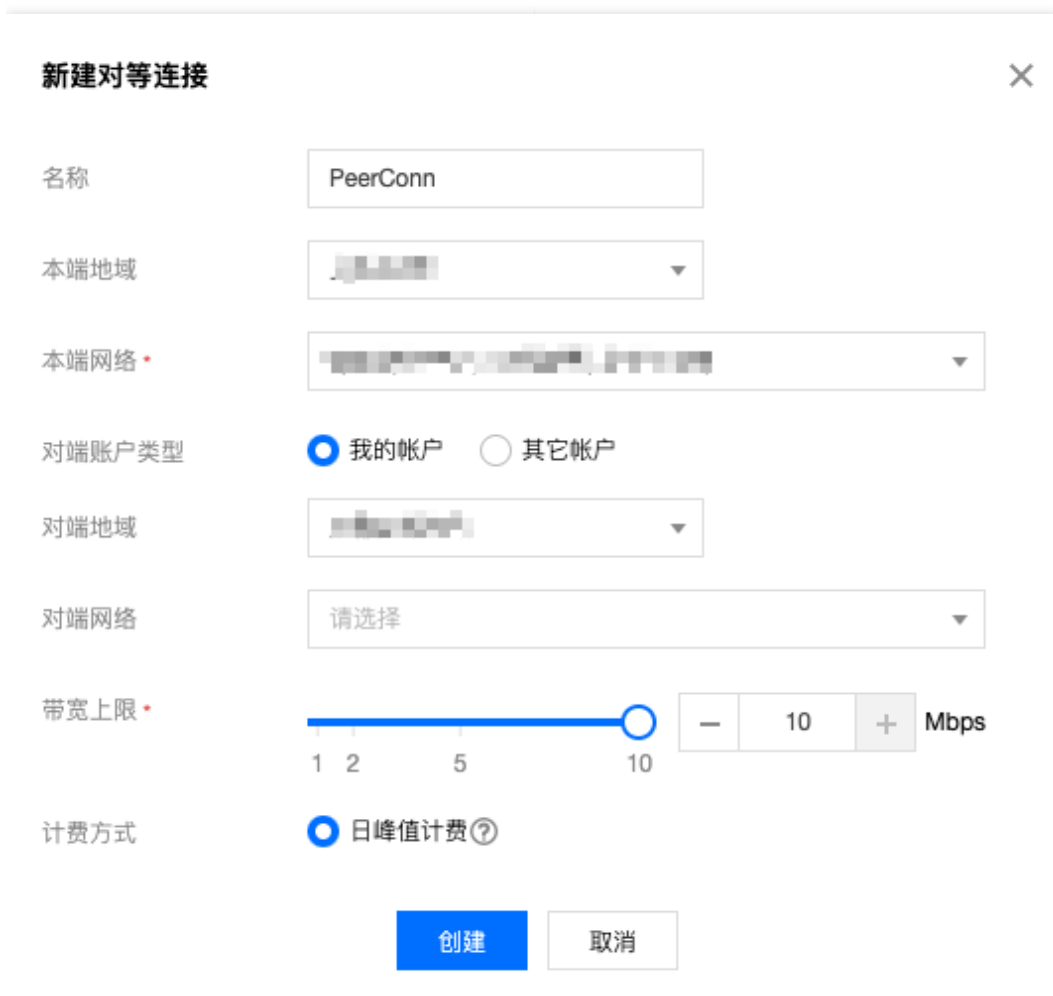 新建对等连接
名称 PeerConn
本端地域
本端网络 *
对端账户类型 我的帐户 其它帐户
对端地域
对端网络 请选择
带宽上限 * 10 Mbps
1 2 5 10
计费方式 日峰值计费
创建 取消